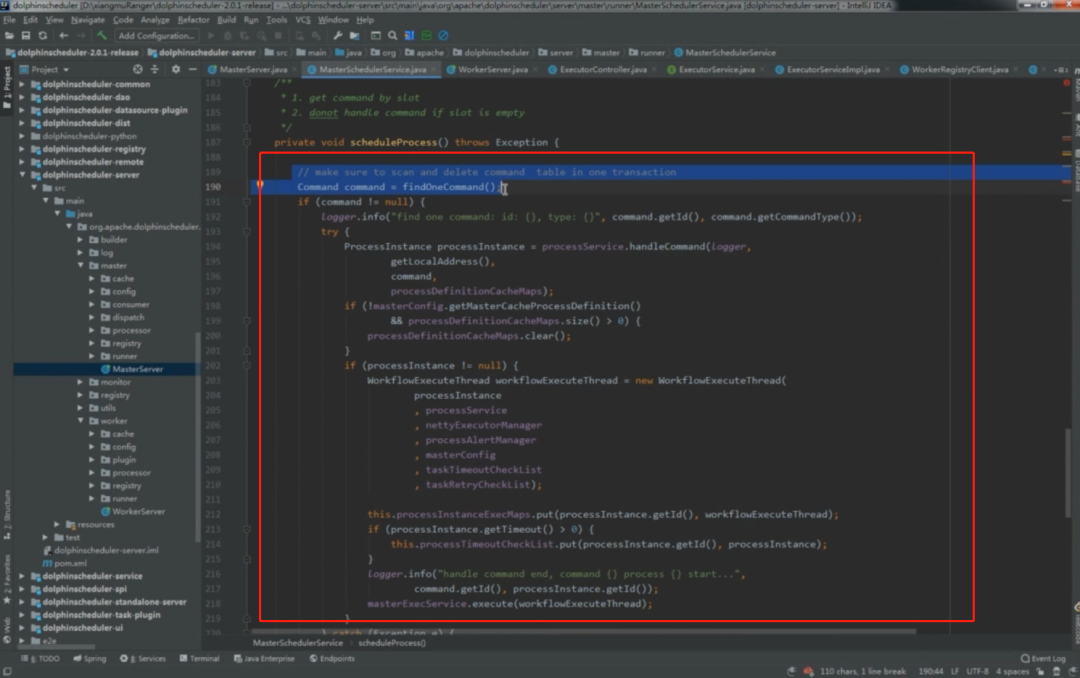 dolphinscheduler [D:\xiangmuRanger\dolphinscheduler-2.0.1-release] - ...\dolphinscheduler-server\src\main\java\org\apache\dolphinscheduler\server\master\runner\MasterSchedulerService.java [dolphinscheduler-server] - IntelliJ IDEA
File Edit View Navigate Code Analyze Refactor Build Run Tools VCS Window Help
Add Configuration...
dolphinscheduler-2.0.1-release dolphinscheduler-server src main java org apache dolphinscheduler server master runner MasterSchedulerService
Project MasterServer.java MasterSchedulerService.java WorkerServer.java ExecutorController.java ExecutorService.java ExecutorServiceImpl.java WorkerRegistryClient.java
1: Project
dolphinscheduler-common
dolphinscheduler-dao
dolphinscheduler-datasource-plugin
dolphinscheduler-dist
dolphinscheduler-python
dolphinscheduler-registry
dolphinscheduler-remote
dolphinscheduler-server
src
main
java
org.apache.dolphinscheduler.
builder
log
master
cache
config
consumer
dispatch
processor
registry
runner
MasterServer
monitor
registry
utils
worker
cache
config
plugin
processor
registry
runner
WorkerServer
resources
test
dolphinscheduler-server.iml
pom.xml
dolphinscheduler-service
dolphinscheduler-api
dolphinscheduler-standalone-server
dolphinscheduler-task-plugin
dolphinscheduler-ui
e2e
Z: Structure
2: Favorites
Web
183 /**
184 * 1. get command by slot
185 * 2. donot handle command if slot is empty
186 */
187 private void scheduleProcess() throws Exception {
188
189 // make sure to scan and delete command  table in one transaction
190 Command command = findOneCommand();
191 if (command != null) {
192 logger.info("find one command: id: {}, type: {}", command.getId(), command.getCommandType());
193 try {
194 ProcessInstance processInstance = processService.handleCommand(logger,
195 getLocalAddress(),
196 command,
197 processDefinitionCacheMaps);
198 if (!masterConfig.getMasterCacheProcessDefinition()
199 && processDefinitionCacheMaps.size() > 0) {
200 processDefinitionCacheMaps.clear();
201 }
202 if (processInstance != null) {
203 WorkflowExecuteThread workflowExecuteThread = new WorkflowExecuteThread(
204 processInstance
205 , processService
206 , nettyExecutorManager
207 , processAlertManager
208 , masterConfig
209 , taskTimeoutCheckList
210 , taskRetryCheckList);
211
212 this.processInstanceExecMaps.put(processInstance.getId(), workflowExecuteThread);
213 if (processInstance.getTimeout() > 0) {
214 this.processTimeoutCheckList.put(processInstance.getId(), processInstance);
215 }
216 logger.info("handle command end, command {} process {} start...",
217 command.getId(), processInstance.getId());
218 masterExecService.execute(workflowExecuteThread);
219 }
220 } catch (Exception e) {
MasterSchedulerService scheduleProcess()
6: TODO Spring 8: Services Terminal Java Enterprise Endpoints Event Log
110 chars, 1 line break 190:44 LF UTF-8 4 spaces